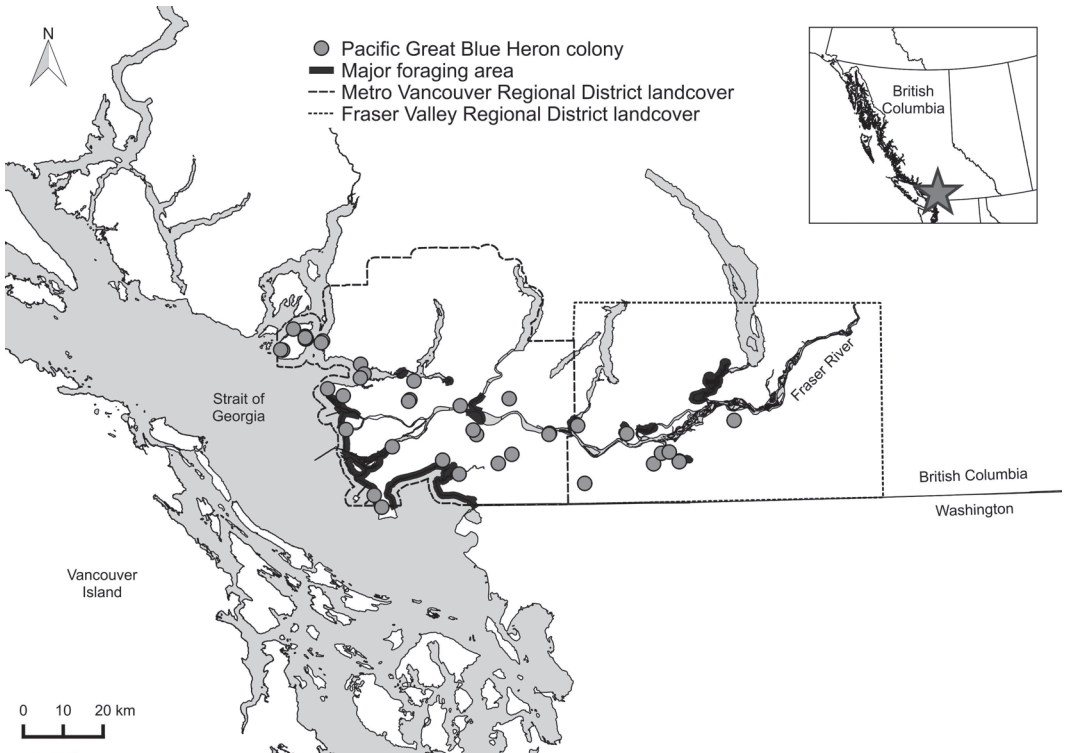 N
Pacific Great Blue Heron colony
Major foraging area
Metro Vancouver Regional District landcover
Fraser Valley Regional District landcover
British
Columbia
Strait of
Georgia
Fraser River
British Columbia
Washington
Vancouver
Island
0 10 20 km